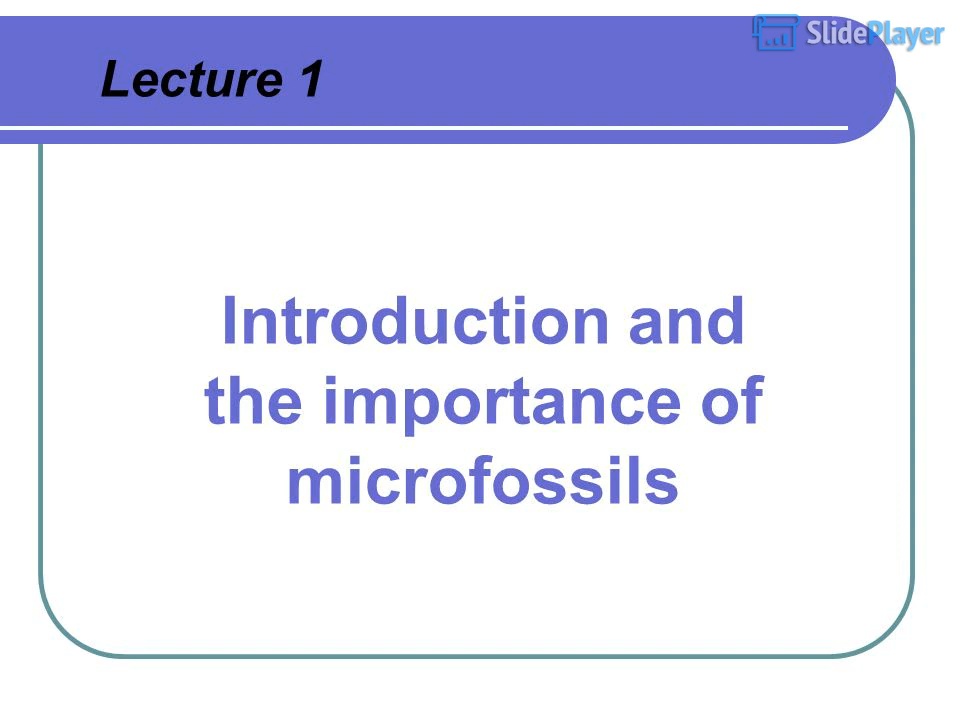 SlidePlayer
Lecture 1
Introduction and
the importance of
microfossils